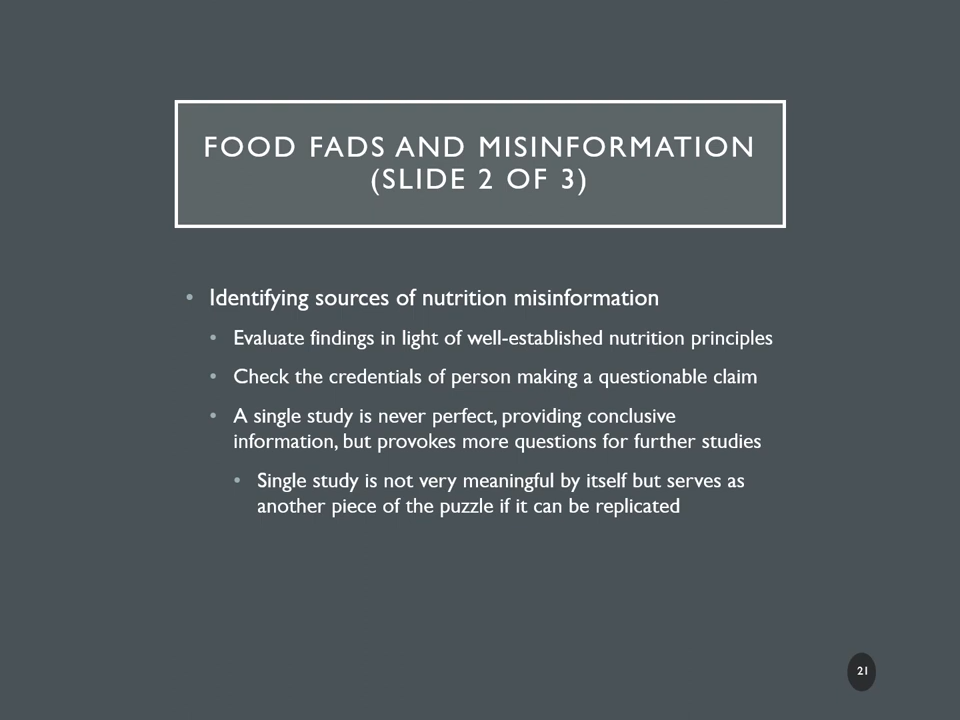 FOOD FADS AND MISINFORMATION
(SLIDE 2 OF 3)
• Identifying sources of nutrition misinformation
• Evaluate findings in light of well-established nutrition principles
• Check the credentials of person making a questionable claim
• A single study is never perfect, providing conclusive
information, but provokes more questions for further studies
• Single study is not very meaningful by itself but serves as
another piece of the puzzle if it can be replicated
21